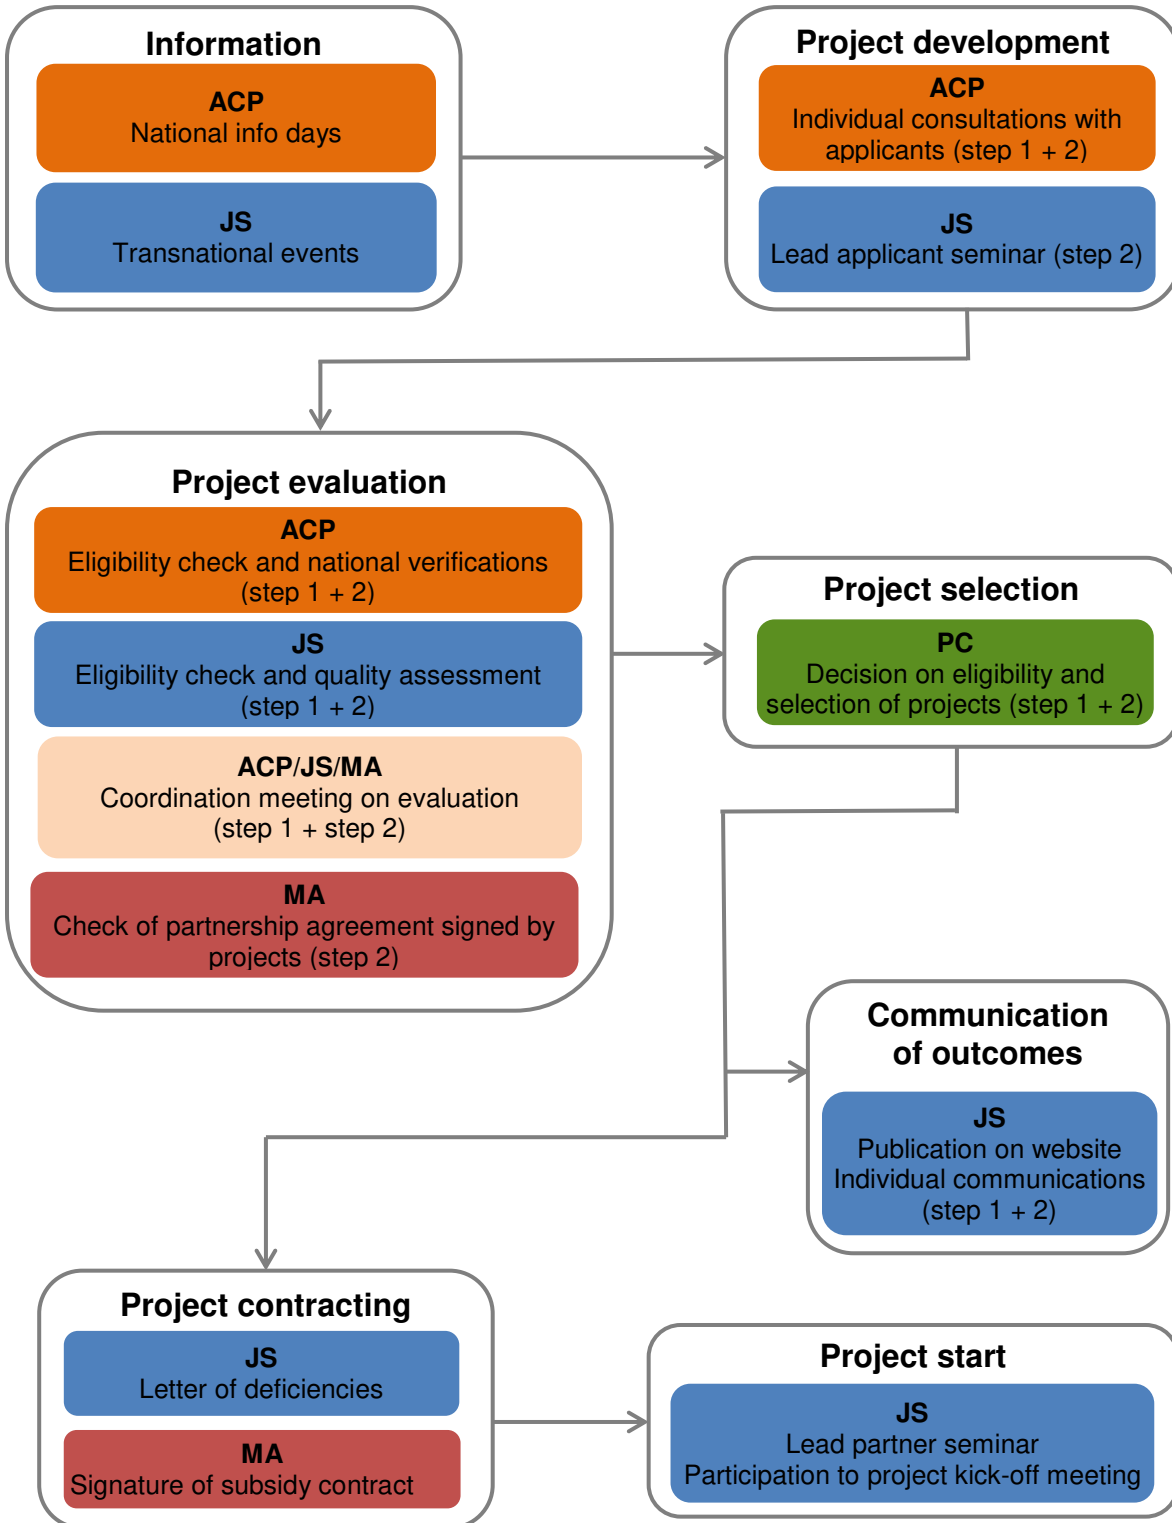 Information
ACP
National info days
JS
Transnational events
Project development
ACP
Individual consultations with
applicants (step 1 + 2)
JS
Lead applicant seminar (step 2)
Project evaluation
ACP
Eligibility check and national verifications
(step 1 + 2)
JS
Eligibility check and quality assessment
(step 1 + 2)
ACP/JS/MA
Coordination meeting on evaluation
(step 1 + step 2)
MA
Check of partnership agreement signed by
projects (step 2)
Project selection
PC
Decision on eligibility and
selection of projects (step 1 + 2)
Communication
of outcomes
JS
Publication on website
Individual communications
(step 1 + 2)
Project contracting
JS
Letter of deficiencies
MA
Signature of subsidy contract
Project start
JS
Lead partner seminar
Participation to project kick-off meeting